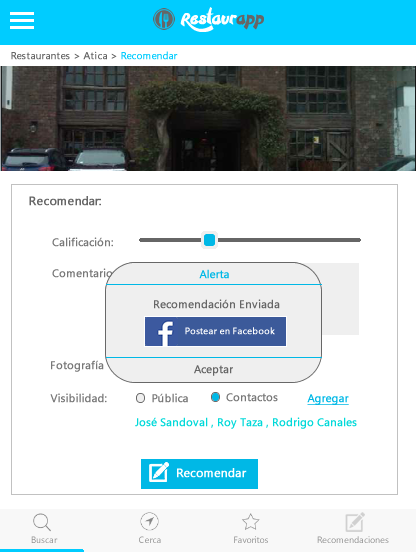 Restaurapp
Restaurantes > Atica > Recomendar
Recomendar:
Calificación:
Comentario
Alerta
Recomendación Enviada
f Postear en Facebook
Aceptar
Fotografía
Visibilidad: Pública Contactos Agregar
José Sandoval , Roy Taza , Rodrigo Canales
Recomendar
Buscar Cerca Favoritos Recomendaciones